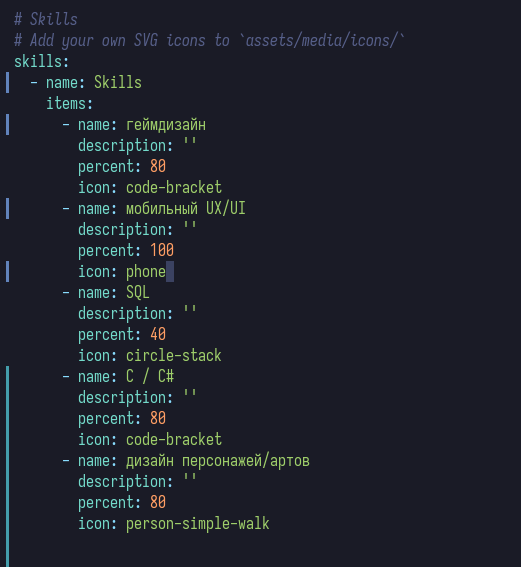 # Skills
# Add your own SVG icons to `assets/media/icons/`
skills:
  - name: Skills
    items:
      - name: геймдизайн
        description: ''
        percent: 80
        icon: code-bracket
      - name: мобильный UX/UI
        description: ''
        percent: 100
        icon: phone
      - name: SQL
        description: ''
        percent: 40
        icon: circle-stack
      - name: C / C#
        description: ''
        percent: 80
        icon: code-bracket
      - name: дизайн персонажей/артов
        description: ''
        percent: 80
        icon: person-simple-walk